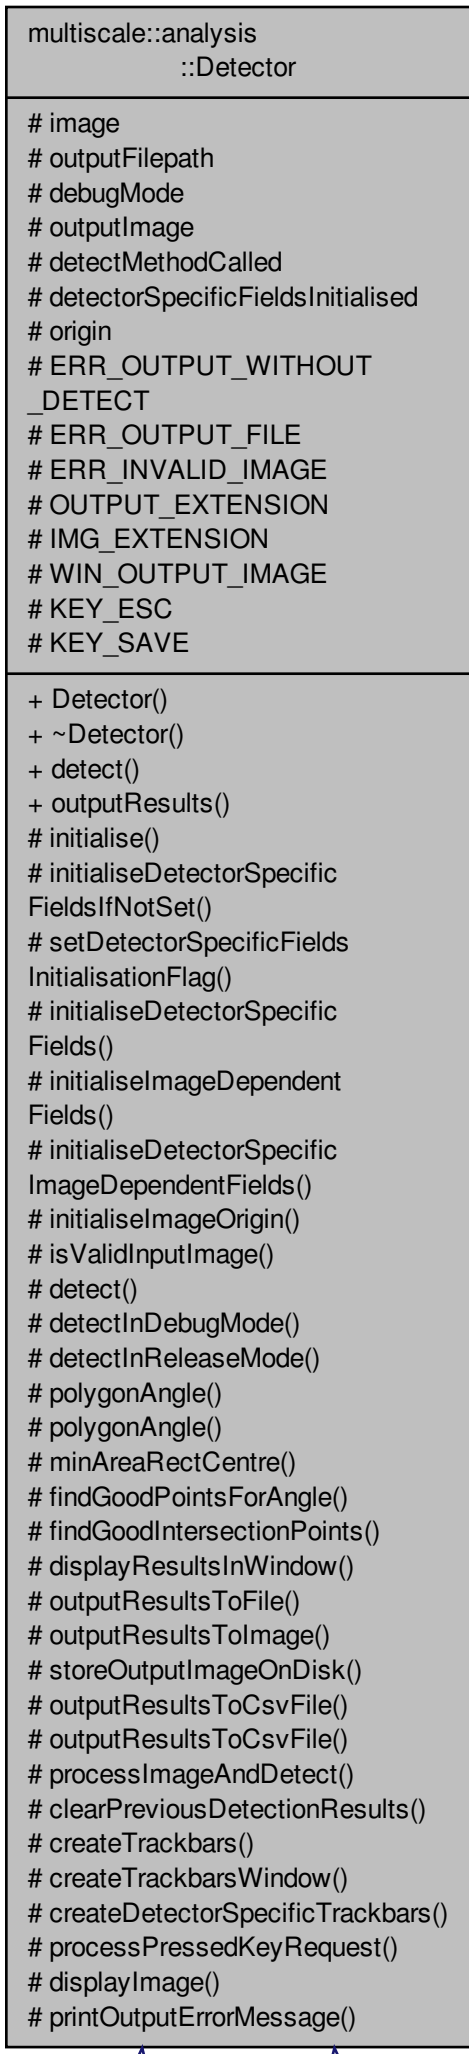 multiscale::analysis
::Detector
# image
# outputFilepath
# debugMode
# outputImage
# detectMethodCalled
# detectorSpecificFieldsInitialised
# origin
# ERR_OUTPUT_WITHOUT
_DETECT
# ERR_OUTPUT_FILE
# ERR_INVALID_IMAGE
# OUTPUT_EXTENSION
# IMG_EXTENSION
# WIN_OUTPUT_IMAGE
# KEY_ESC
# KEY_SAVE
+ Detector()
+ ~Detector()
+ detect()
+ outputResults()
# initialise()
# initialiseDetectorSpecific
FieldsIfNotSet()
# setDetectorSpecificFields
InitialisationFlag()
# initialiseDetectorSpecific
Fields()
# initialiseImageDependent
Fields()
# initialiseDetectorSpecific
ImageDependentFields()
# initialiseImageOrigin()
# isValidInputImage()
# detect()
# detectInDebugMode()
# detectInReleaseMode()
# polygonAngle()
# polygonAngle()
# minAreaRectCentre()
# findGoodPointsForAngle()
# findGoodIntersectionPoints()
# displayResultsInWindow()
# outputResultsToFile()
# outputResultsToImage()
# storeOutputImageOnDisk()
# outputResultsToCsvFile()
# outputResultsToCsvFile()
# processImageAndDetect()
# clearPreviousDetectionResults()
# createTrackbars()
# createTrackbarsWindow()
# createDetectorSpecificTrackbars()
# processPressedKeyRequest()
# displayImage()
# printOutputErrorMessage()